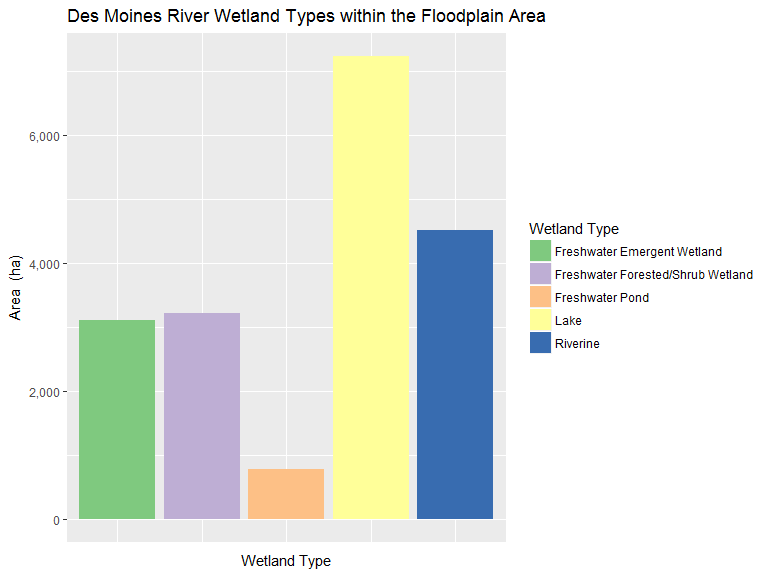 Des Moines River Wetland Types within the Floodplain Area
6,000
4,000
2,000
0
Area (ha)
Wetland Type
Wetland Type
Freshwater Emergent Wetland
Freshwater Forested/Shrub Wetland
Freshwater Pond
Lake
Riverine